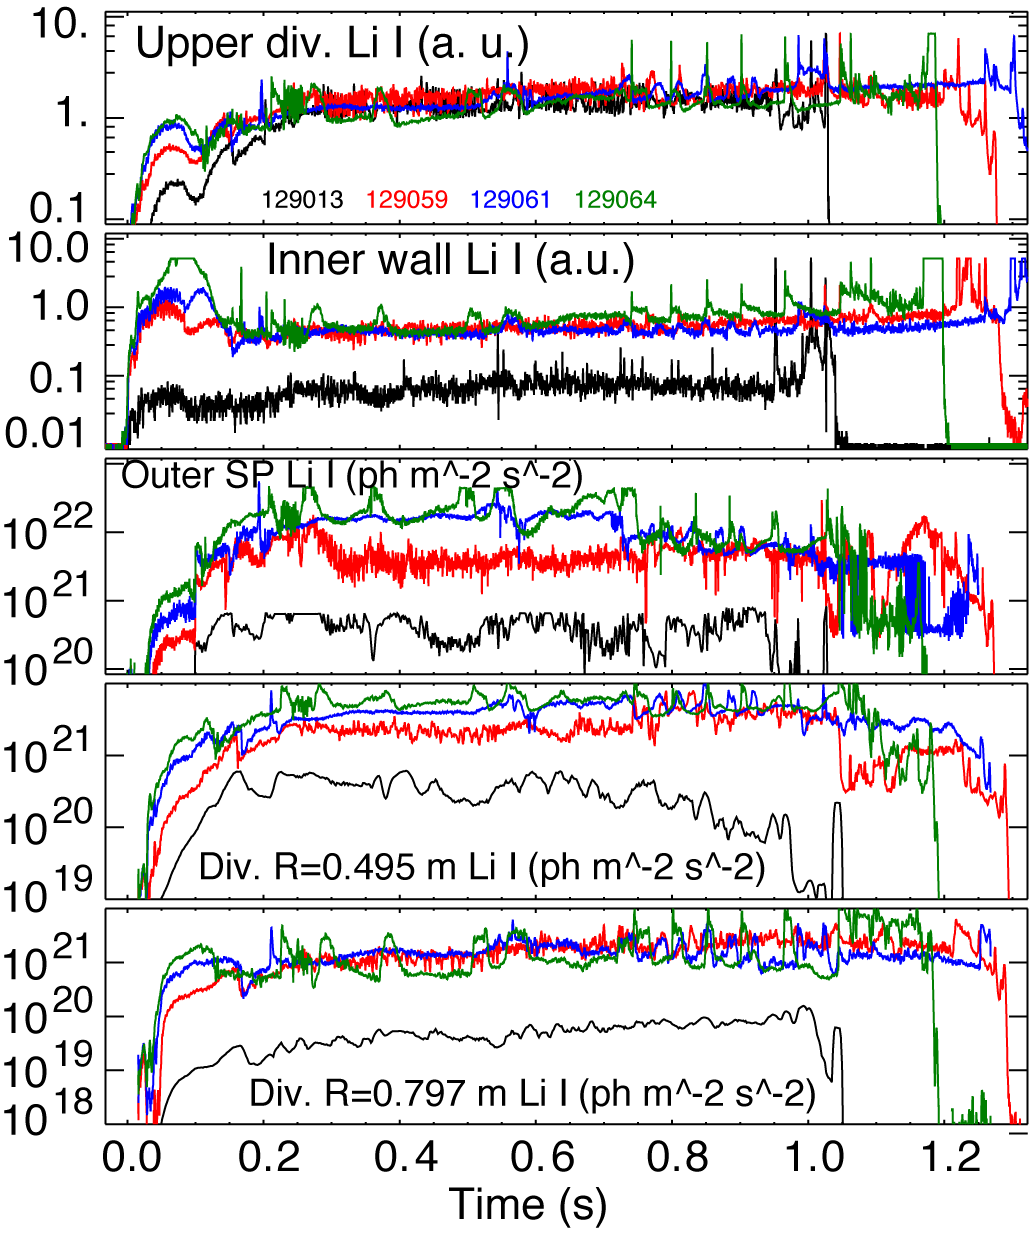 10.
Upper div. Li I (a. u.)
1.
129013 129059 129061 129064
0.1
10.0
Inner wall Li I (a.u.)
1.0
0.1
0.01
Outer SP Li I (ph m^-2 s^-2)
10 22
10 21
10 20
10 21
10 20
Div. R=0.495 m Li I (ph m^-2 s^-2)
10 19
10 21
10 20
10 19
Div. R=0.797 m Li I (ph m^-2 s^-2)
10 18
0.0 0.2 0.4 0.6 0.8 1.0 1.2
Time (s)